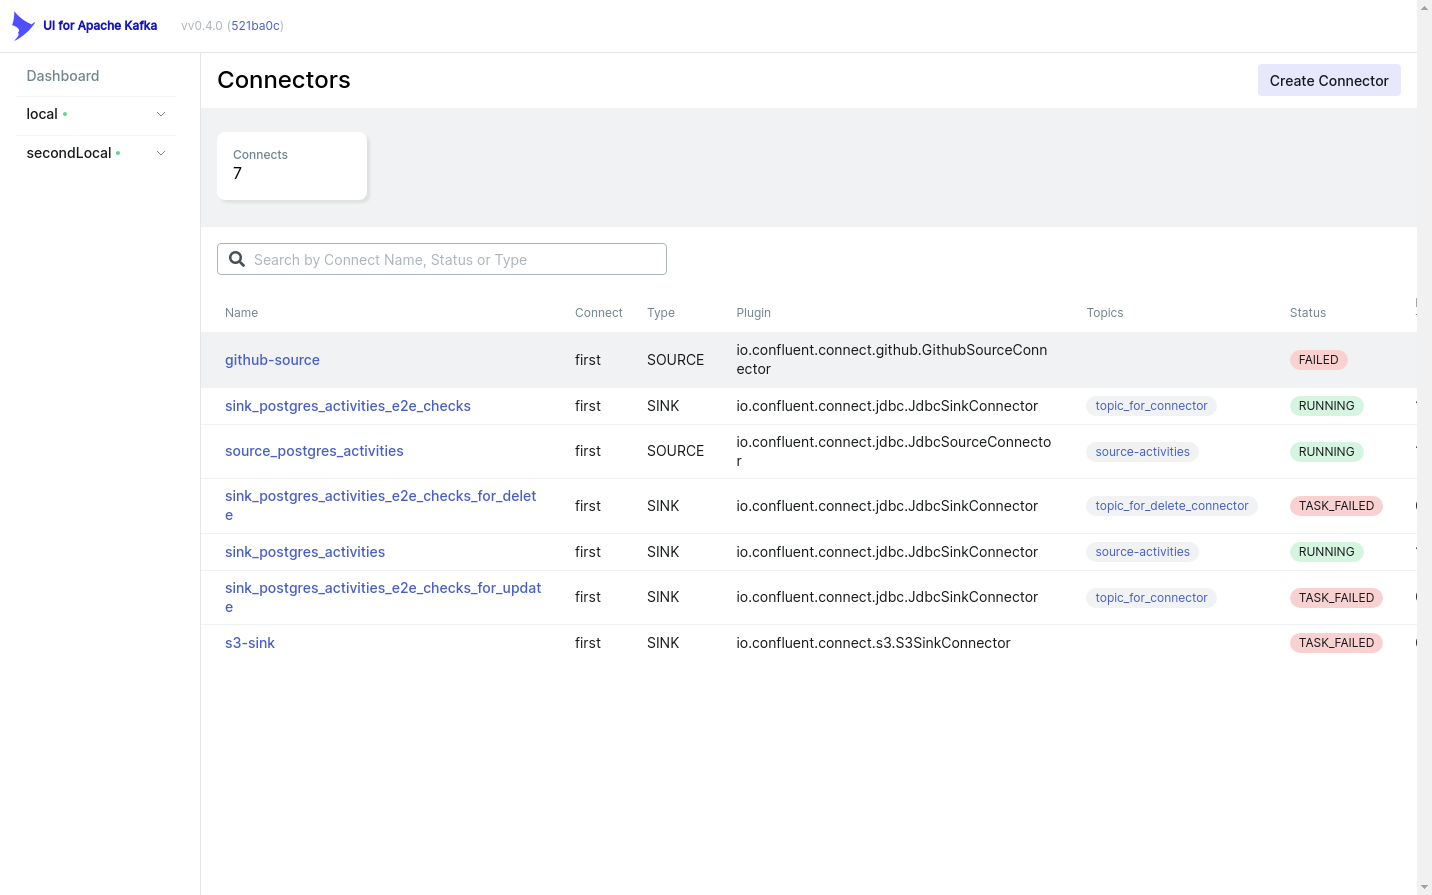 UI for Apache Kafka vv0.4.0 (521ba0c)
Dashboard
local
secondLocal
Connectors
Create Connector
Connects
7
Search by Connect Name, Status or Type
Name Connect Type Plugin Topics Status
github-source first SOURCE io.confluent.connect.github.GithubSourceConn
ector FAILED
sink_postgres_activities_e2e_checks first SINK io.confluent.connect.jdbc.JdbcSinkConnector topic_for_connector RUNNING
source_postgres_activities first SOURCE io.confluent.connect.jdbc.JdbcSourceConnecto
r source-activities RUNNING
sink_postgres_activities_e2e_checks_for_delet
e first SINK io.confluent.connect.jdbc.JdbcSinkConnector topic_for_delete_connector TASK_FAILED
sink_postgres_activities first SINK io.confluent.connect.jdbc.JdbcSinkConnector source-activities RUNNING
sink_postgres_activities_e2e_checks_for_updat
e first SINK io.confluent.connect.jdbc.JdbcSinkConnector topic_for_connector TASK_FAILED
s3-sink first SINK io.confluent.connect.s3.S3SinkConnector TASK_FAILED